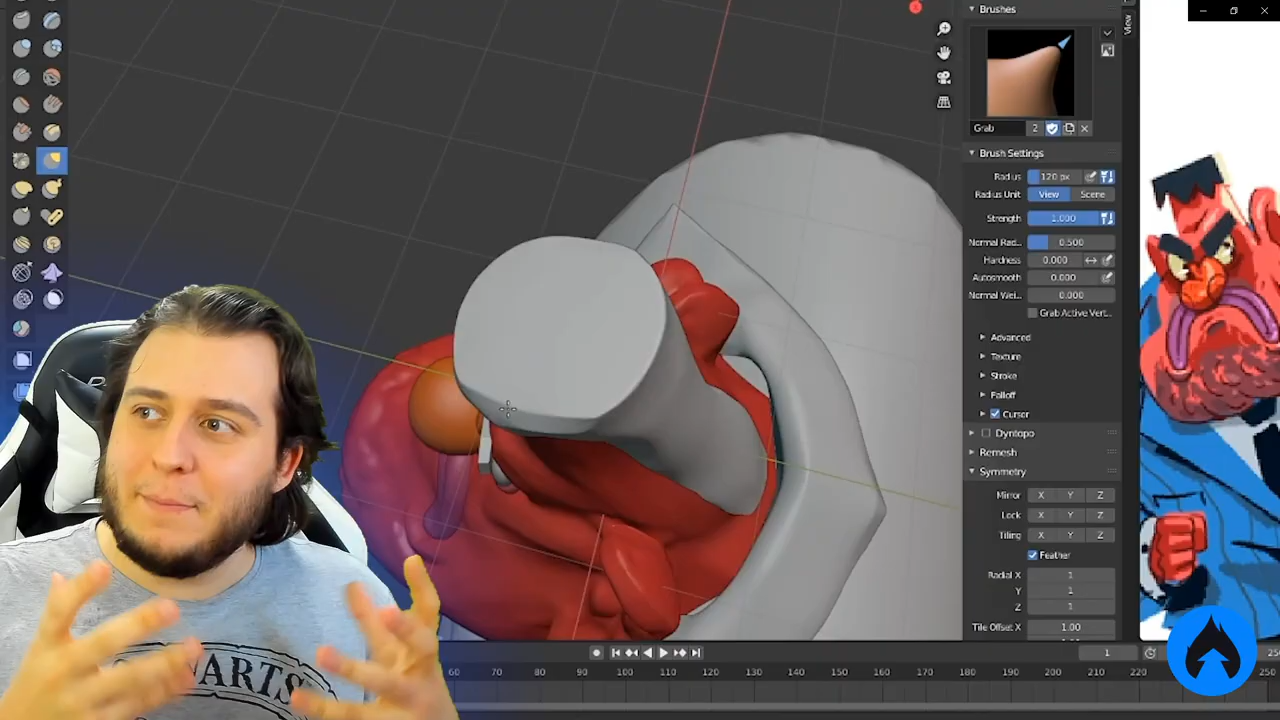 Brushes
View
Grab
2
Brush Settings
Radius 120 px
Radius Unit View Scene
Strength 1.000
Normal Rad... 0.500
Hardness 0.000
Autosmooth 0.000
Normal Wei... 0.000
Grab Active Vert..
Advanced
Texture
Stroke
Falloff
Cursor
Dyntopo
Remesh
Symmetry
Mirror X Y Z
Lock X Y Z
Tiling X Y Z
Feather
Radial X 1
Y 1
Z 1
Tile Offset X 1.00
1
60 70 80 90 100 110 120 130 140 150 160 170 180 190 200 210 220 250